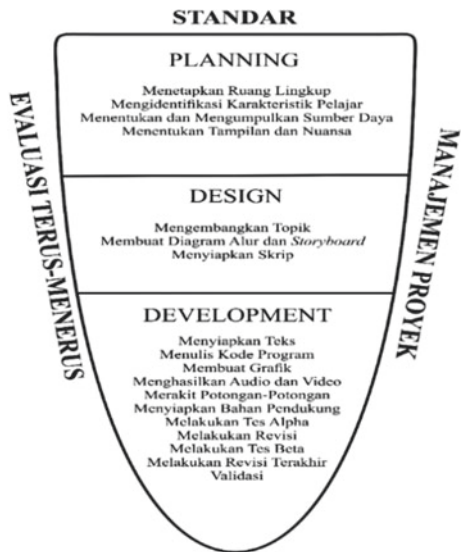 STANDAR
PLANNING
Menetapkan Ruang Lingkup
Mengidentifikasi Karakteristik Pelajar
Menentukan dan Mengumpulkan Sumber Daya
Menentukan Tampilan dan Nuansa
EVALUASI TERUS-MENERUS
MANAJEMEN PROYEK
DESIGN
Mengembangkan Topik
Membuat Diagram Alur dan Storyboard
Menyiapkan Skrip
DEVELOPMENT
Menyiapkan Teks
Menulis Kode Program
Membuat Grafik
Menghasilkan Audio dan Video
Merakit Potongan-Potongan
Menyiapkan Bahan Pendukung
Melakukan Tes Alpha
Melakukan Revisi
Melakukan Tes Beta
Melakukan Revisi Terakhir
Validasi